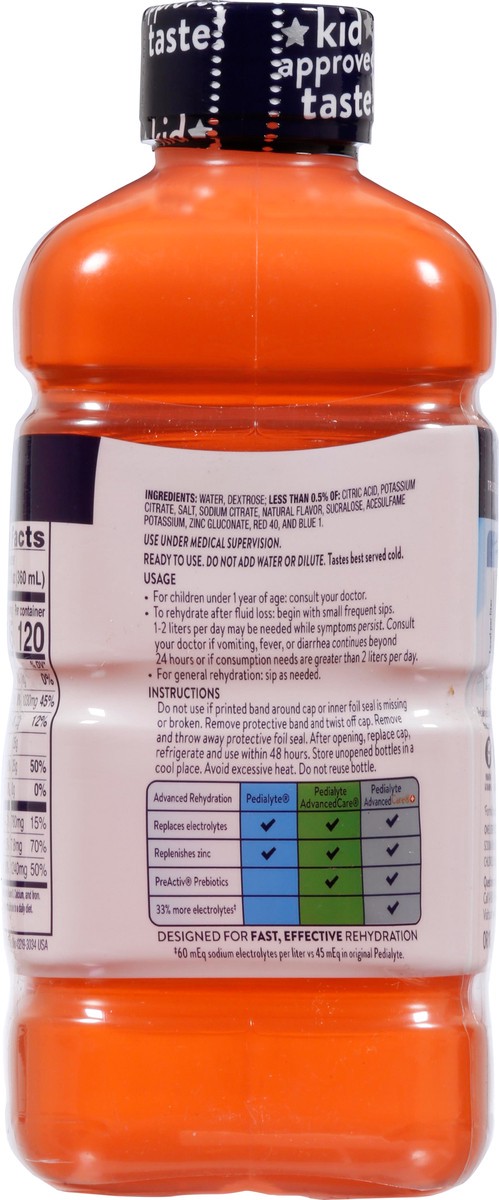 taste
kid
approved
taste
kid
INGREDIENTS: WATER, DEXTROSE; LESS THAN 0.5% OF: CITRIC ACID, POTASSIUM
CITRATE, SALT, SODIUM CITRATE, NATURAL FLAVOR, SUCRALOSE, ACESULFAME
POTASSIUM, ZINC GLUCONATE, RED 40, AND BLUE 1.
USE UNDER MEDICAL SUPERVISION.
READY TO USE. DO NOT ADD WATER OR DILUTE. Tastes best served cold.
USAGE
• For children under 1 year of age: consult your doctor.
• To rehydrate after fluid loss: begin with small frequent sips.
1-2 liters per day may be needed while symptoms persist. Consult
your doctor if vomiting, fever, or diarrhea continues beyond
24 hours or if consumption needs are greater than 2 liters per day.
• For general rehydration: sip as needed.
INSTRUCTIONS
Do not use if printed band around cap or inner foil seal is missing
or broken. Remove protective band and twist off cap. Remove
and throw away protective foil seal. After opening, replace cap,
refrigerate and use within 48 hours. Store unopened bottles in a
cool place. Avoid excessive heat. Do not reuse bottle.
Advanced Rehydration Pedialyte® Pedialyte AdvancedCare® Pedialyte AdvancedCare®+
Replaces electrolytes ✔ ✔ ✔
Replenishes zinc ✔ ✔ ✔
PreActiv® Prebiotics ✔ ✔
33% more electrolytes‡ ✔
DESIGNED FOR FAST, EFFECTIVE REHYDRATION
‡60 mEq sodium electrolytes per liter vs 45 mEq in original Pedialyte.
acts
(360 mL)
Per container
120
% DV*
0%
45%
12%
50%
0%
15%
70%
50%